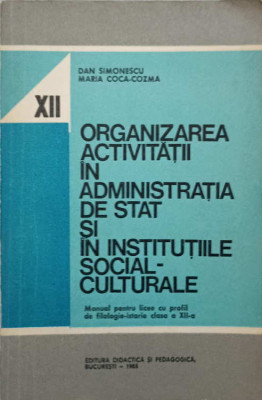 DAN SIMONESCU
MARIA COCA-COZMA
XII
ORGANIZAREA
ACTIVITĂȚII
ÎN
ADMINISTRAȚIA
DE STAT
ȘI
ÎN INSTITUȚIILE
SOCIAL-
CULTURALE
Manual pentru licee cu profil
de filologie-istorie clasa a XII-a
EDITURA DIDACTICĂ ȘI PEDAGOGICĂ,
BUCUREȘTI – 1983